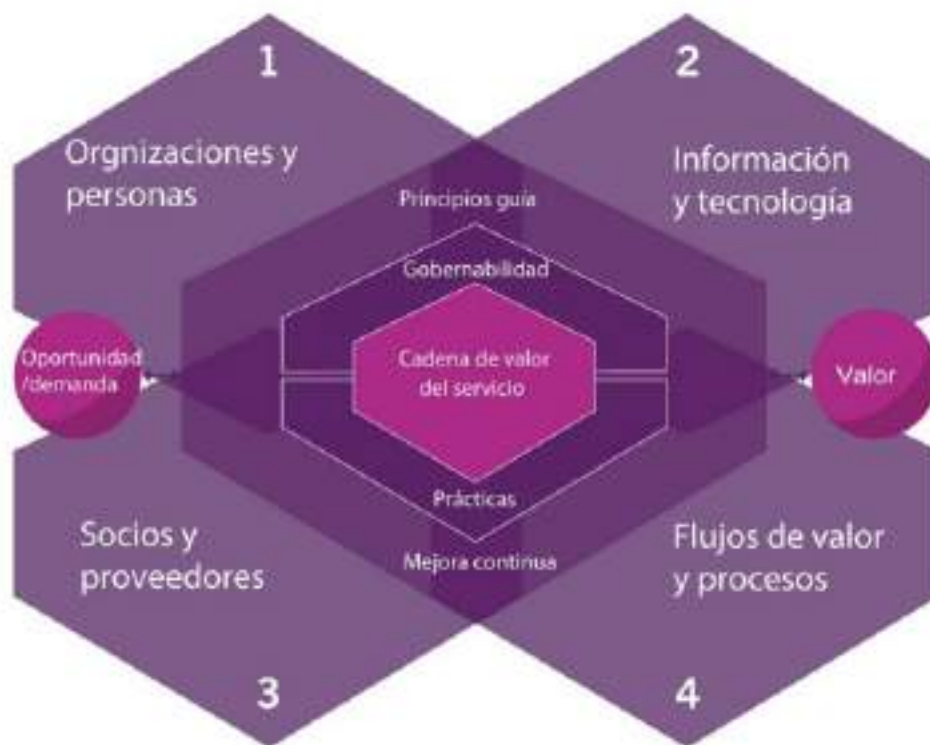 1
Orgnizaciones y
personas
2
Información
y tecnología
Principios guía
Gobernabilidad
Oportunidad
/demanda
Cadena de valor
del servicio
Valor
Prácticas
Mejora continua
Socios y
proveedores
3
Flujos de valor
y procesos
4